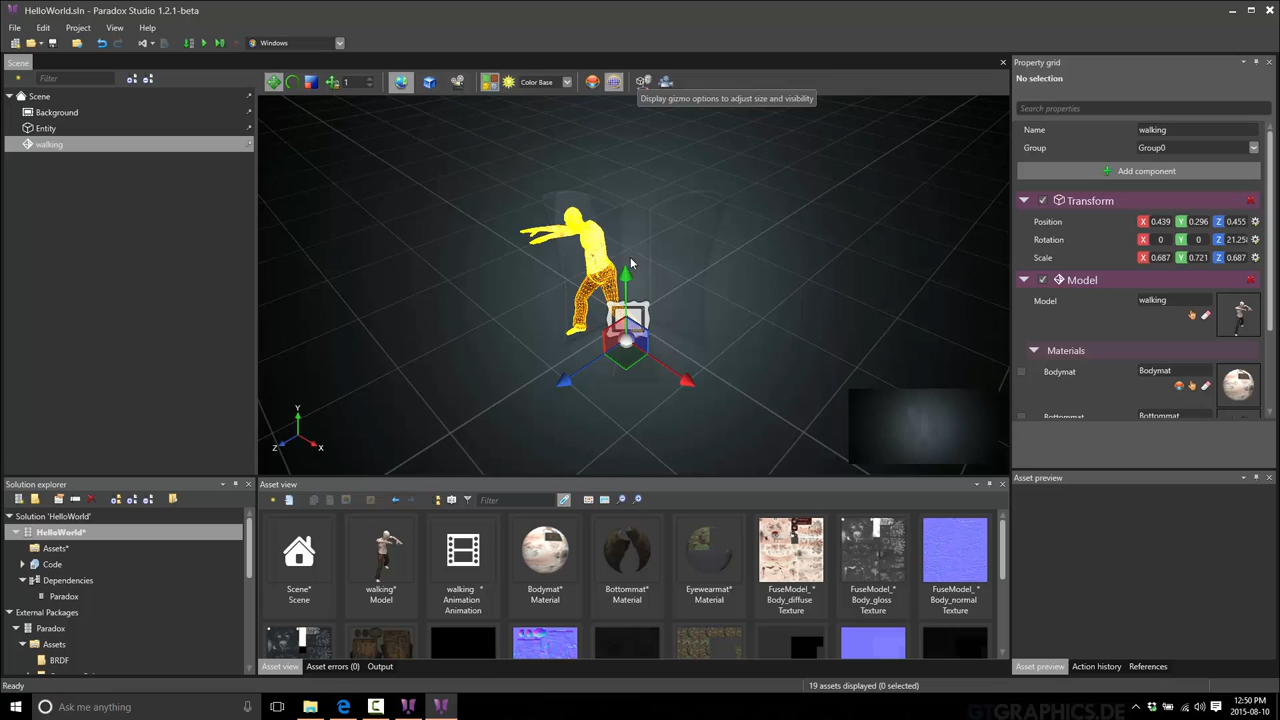 HelloWorld.sln - Paradox Studio 1.2.1-beta
File Edit Project View Help
Windows
Scene
Filter
1
Color Base
Display gizmo options to adjust size and visibility
Scene
Background
Entity
walking
Property grid
No selection
Search properties
Name walking
Group Group0
Add component
Transform
Position X 0.439 Y 0.296 Z 0.455
Rotation X 0 Y 0 Z 21.25
Scale X 0.687 Y 0.721 Z 0.687
Model
Model walking
Materials
Bodymat Bodymat
Bottommat Bottommat
Y
Z X
Solution explorer
Solution 'HelloWorld'
HelloWorld*
Assets*
Code
Dependencies
Paradox
External Packages
Paradox
Assets
BRDF
Asset view
Filter
Scene*
Scene
walking*
Model
walking _*
Animation
Animation
Bodymat*
Material
Bottommat*
Material
Eyewearmat*
Material
FuseModel_*
Body_diffuse
Texture
FuseModel_*
Body_gloss
Texture
FuseModel_*
Body_normal
Texture
Asset view Asset errors (0) Output
Asset preview
Asset preview Action history References
Ready
19 assets displayed (0 selected)
Ask me anything
12:50 PM
2015-08-10
GTGRAPHICS.DE